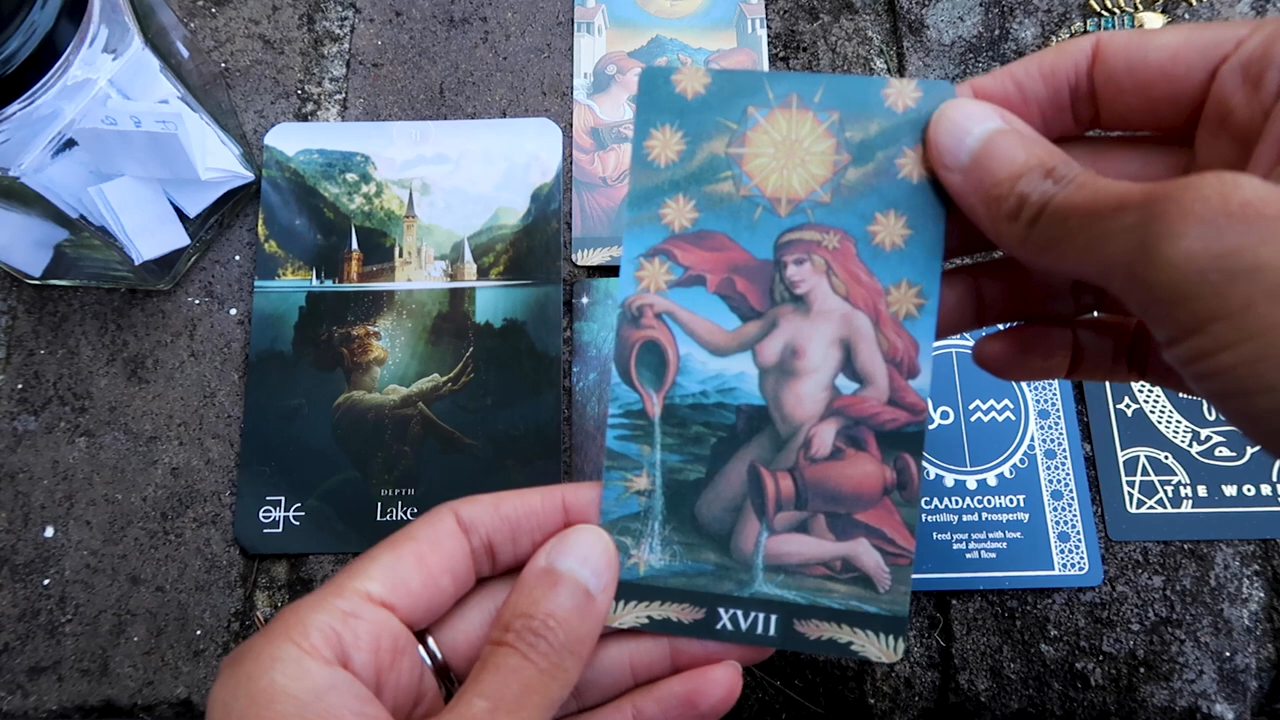 DEPTH
Lake
XVII
CAADACOHOT
Fertility and Prosperity
Feed your soul with love,
and abundance
will flow
THE WOR